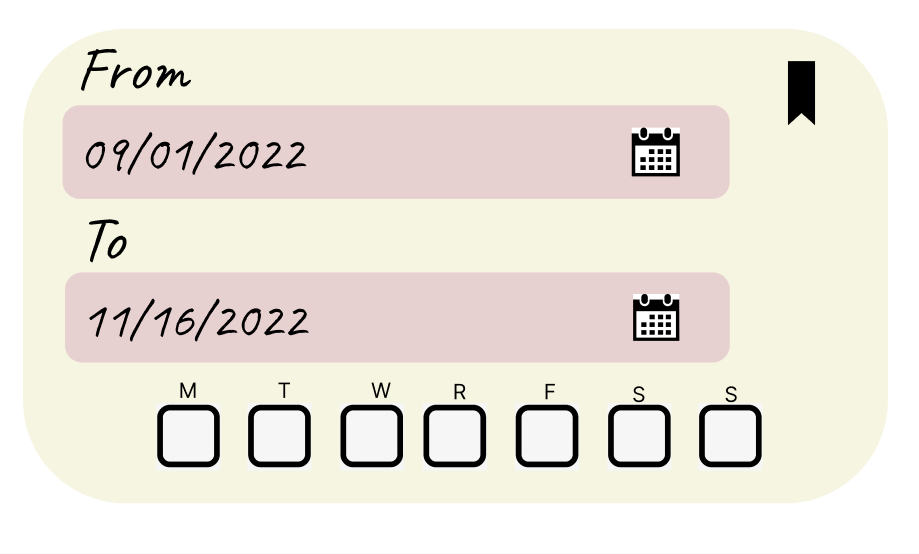 From
09/01/2022
To
11/16/2022
M T W R F S S